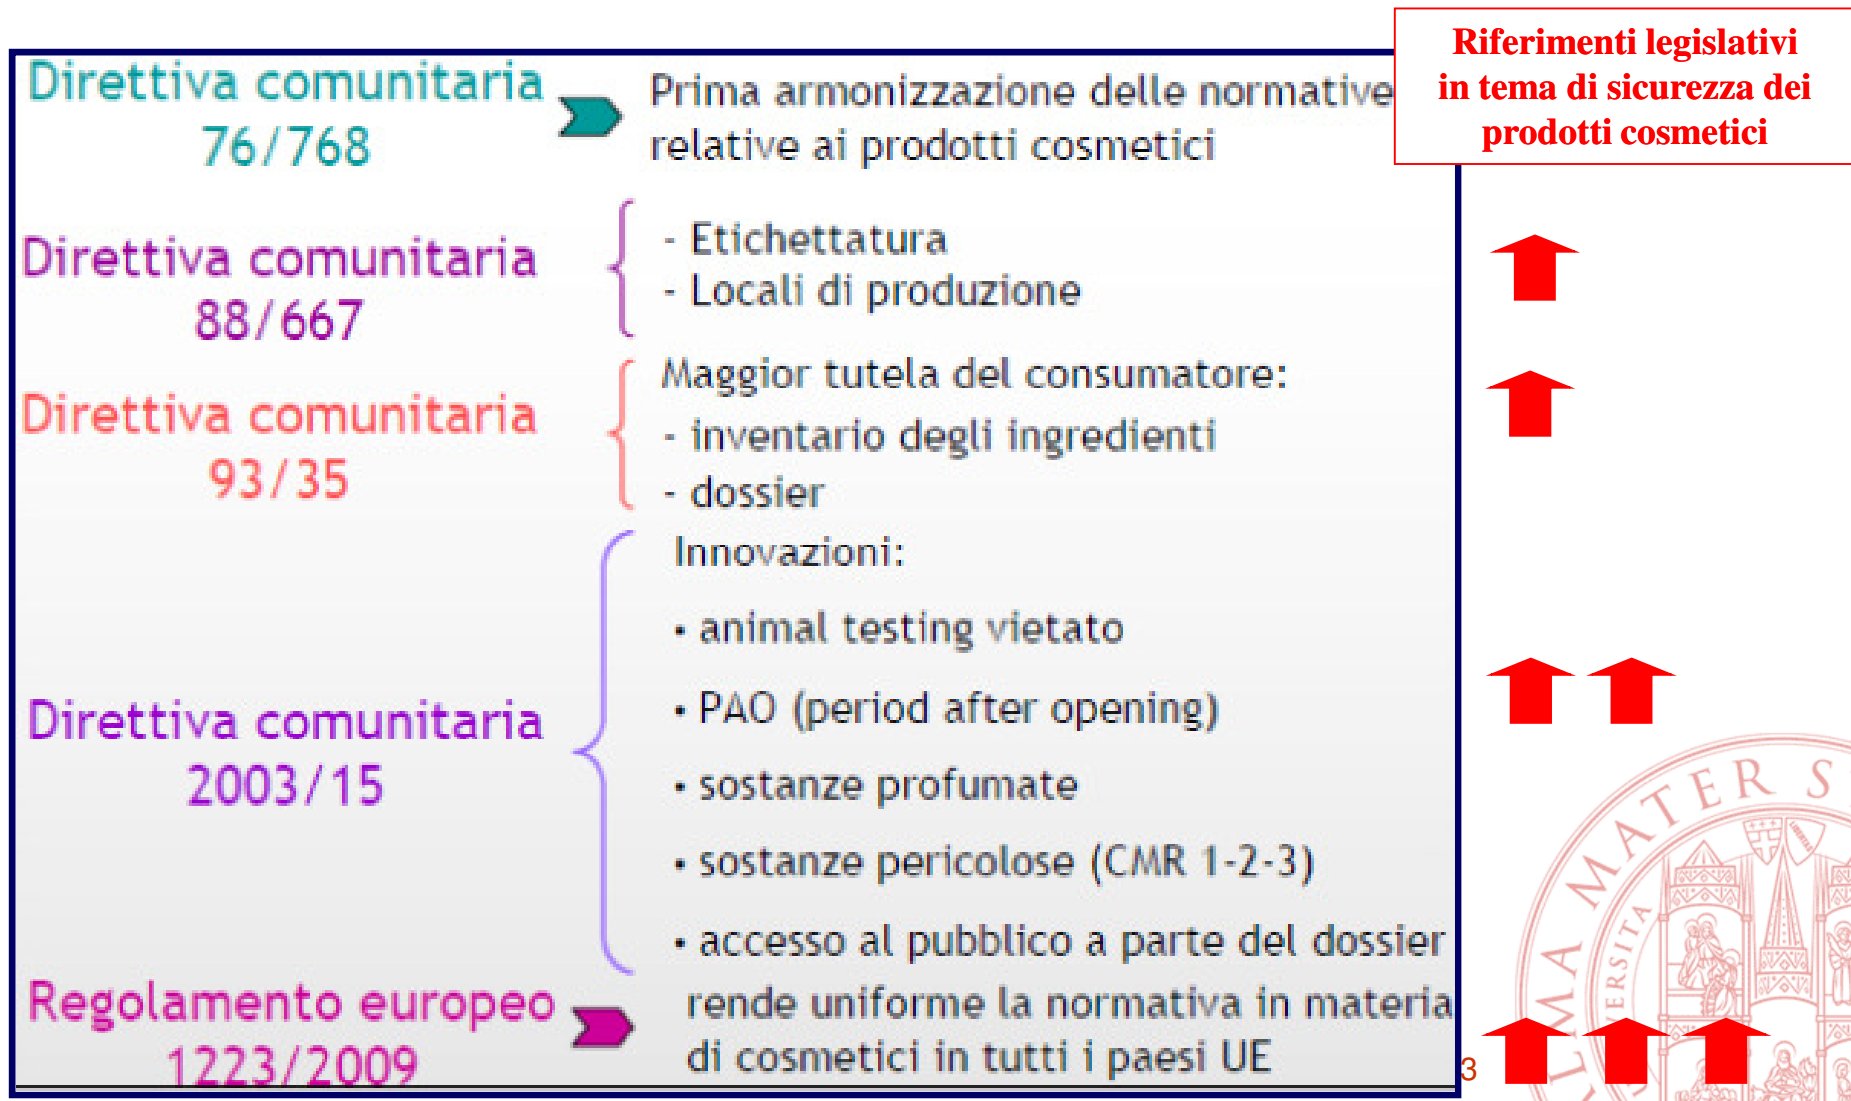 Riferimenti legislativi
in tema di sicurezza dei
prodotti cosmetici
Direttiva comunitaria
76/768
Prima armonizzazione delle normative
relative ai prodotti cosmetici
Direttiva comunitaria
88/667
- Etichettatura
- Locali di produzione
Direttiva comunitaria
93/35
Maggior tutela del consumatore:
- inventario degli ingredienti
- dossier
Direttiva comunitaria
2003/15
Innovazioni:
• animal testing vietato
• PAO (period after opening)
• sostanze profumate
• sostanze pericolose (CMR 1-2-3)
• accesso al pubblico a parte del dossier
Regolamento europeo
1223/2009
rende uniforme la normativa in materia
di cosmetici in tutti i paesi UE
3
MATER